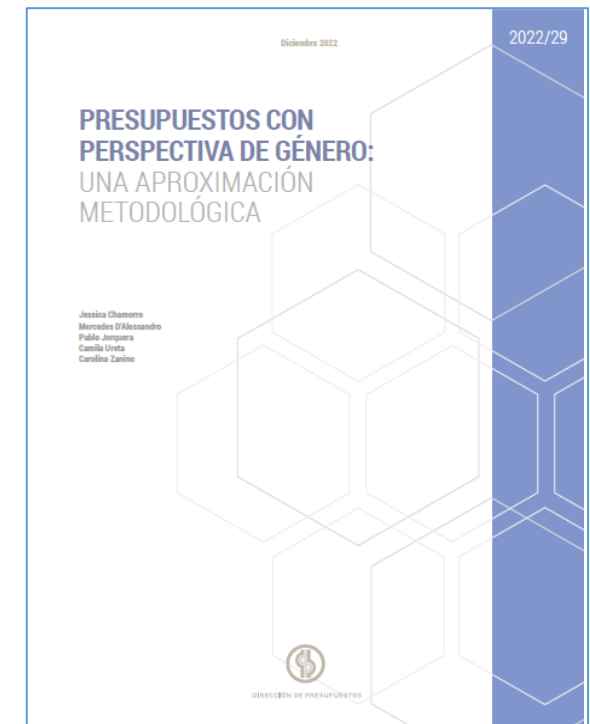 Diciembre 2022
2022/29
PRESUPUESTOS CON
PERSPECTIVA DE GÉNERO:
UNA APROXIMACIÓN
METODOLÓGICA
Jessica Chamorro
Mercedes D'Alessandro
Pablo Jorquera
Camila Ureta
Carolina Zanino
DIRECCIÓN DE PRESUPUESTOS